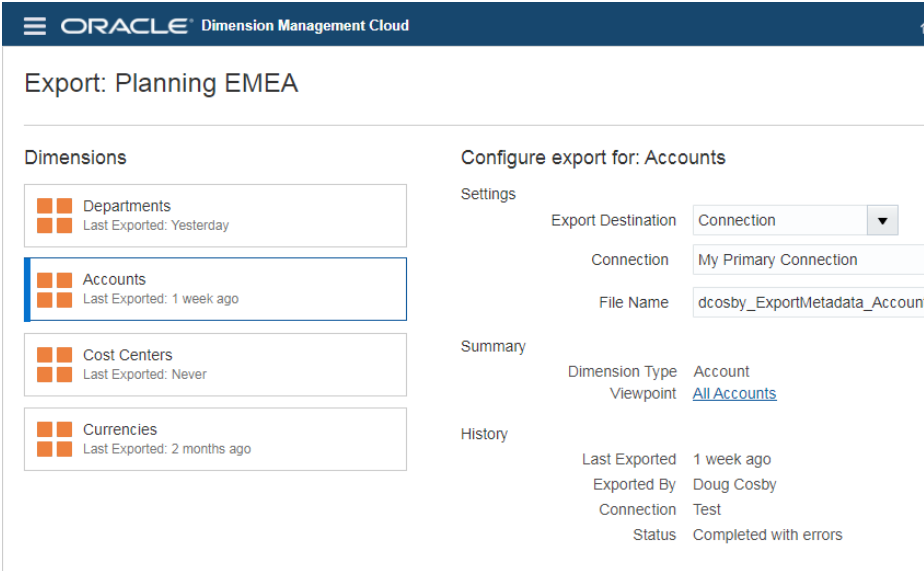 ORACLE® Dimension Management Cloud
Export: Planning EMEA
Dimensions
Departments
Last Exported: Yesterday
Accounts
Last Exported: 1 week ago
Cost Centers
Last Exported: Never
Currencies
Last Exported: 2 months ago
Configure export for: Accounts
Settings
Export Destination Connection
Connection My Primary Connection
File Name dcosby_ExportMetadata_Accoun
Summary
Dimension Type Account
Viewpoint All Accounts
History
Last Exported 1 week ago
Exported By Doug Cosby
Connection Test
Status Completed with errors